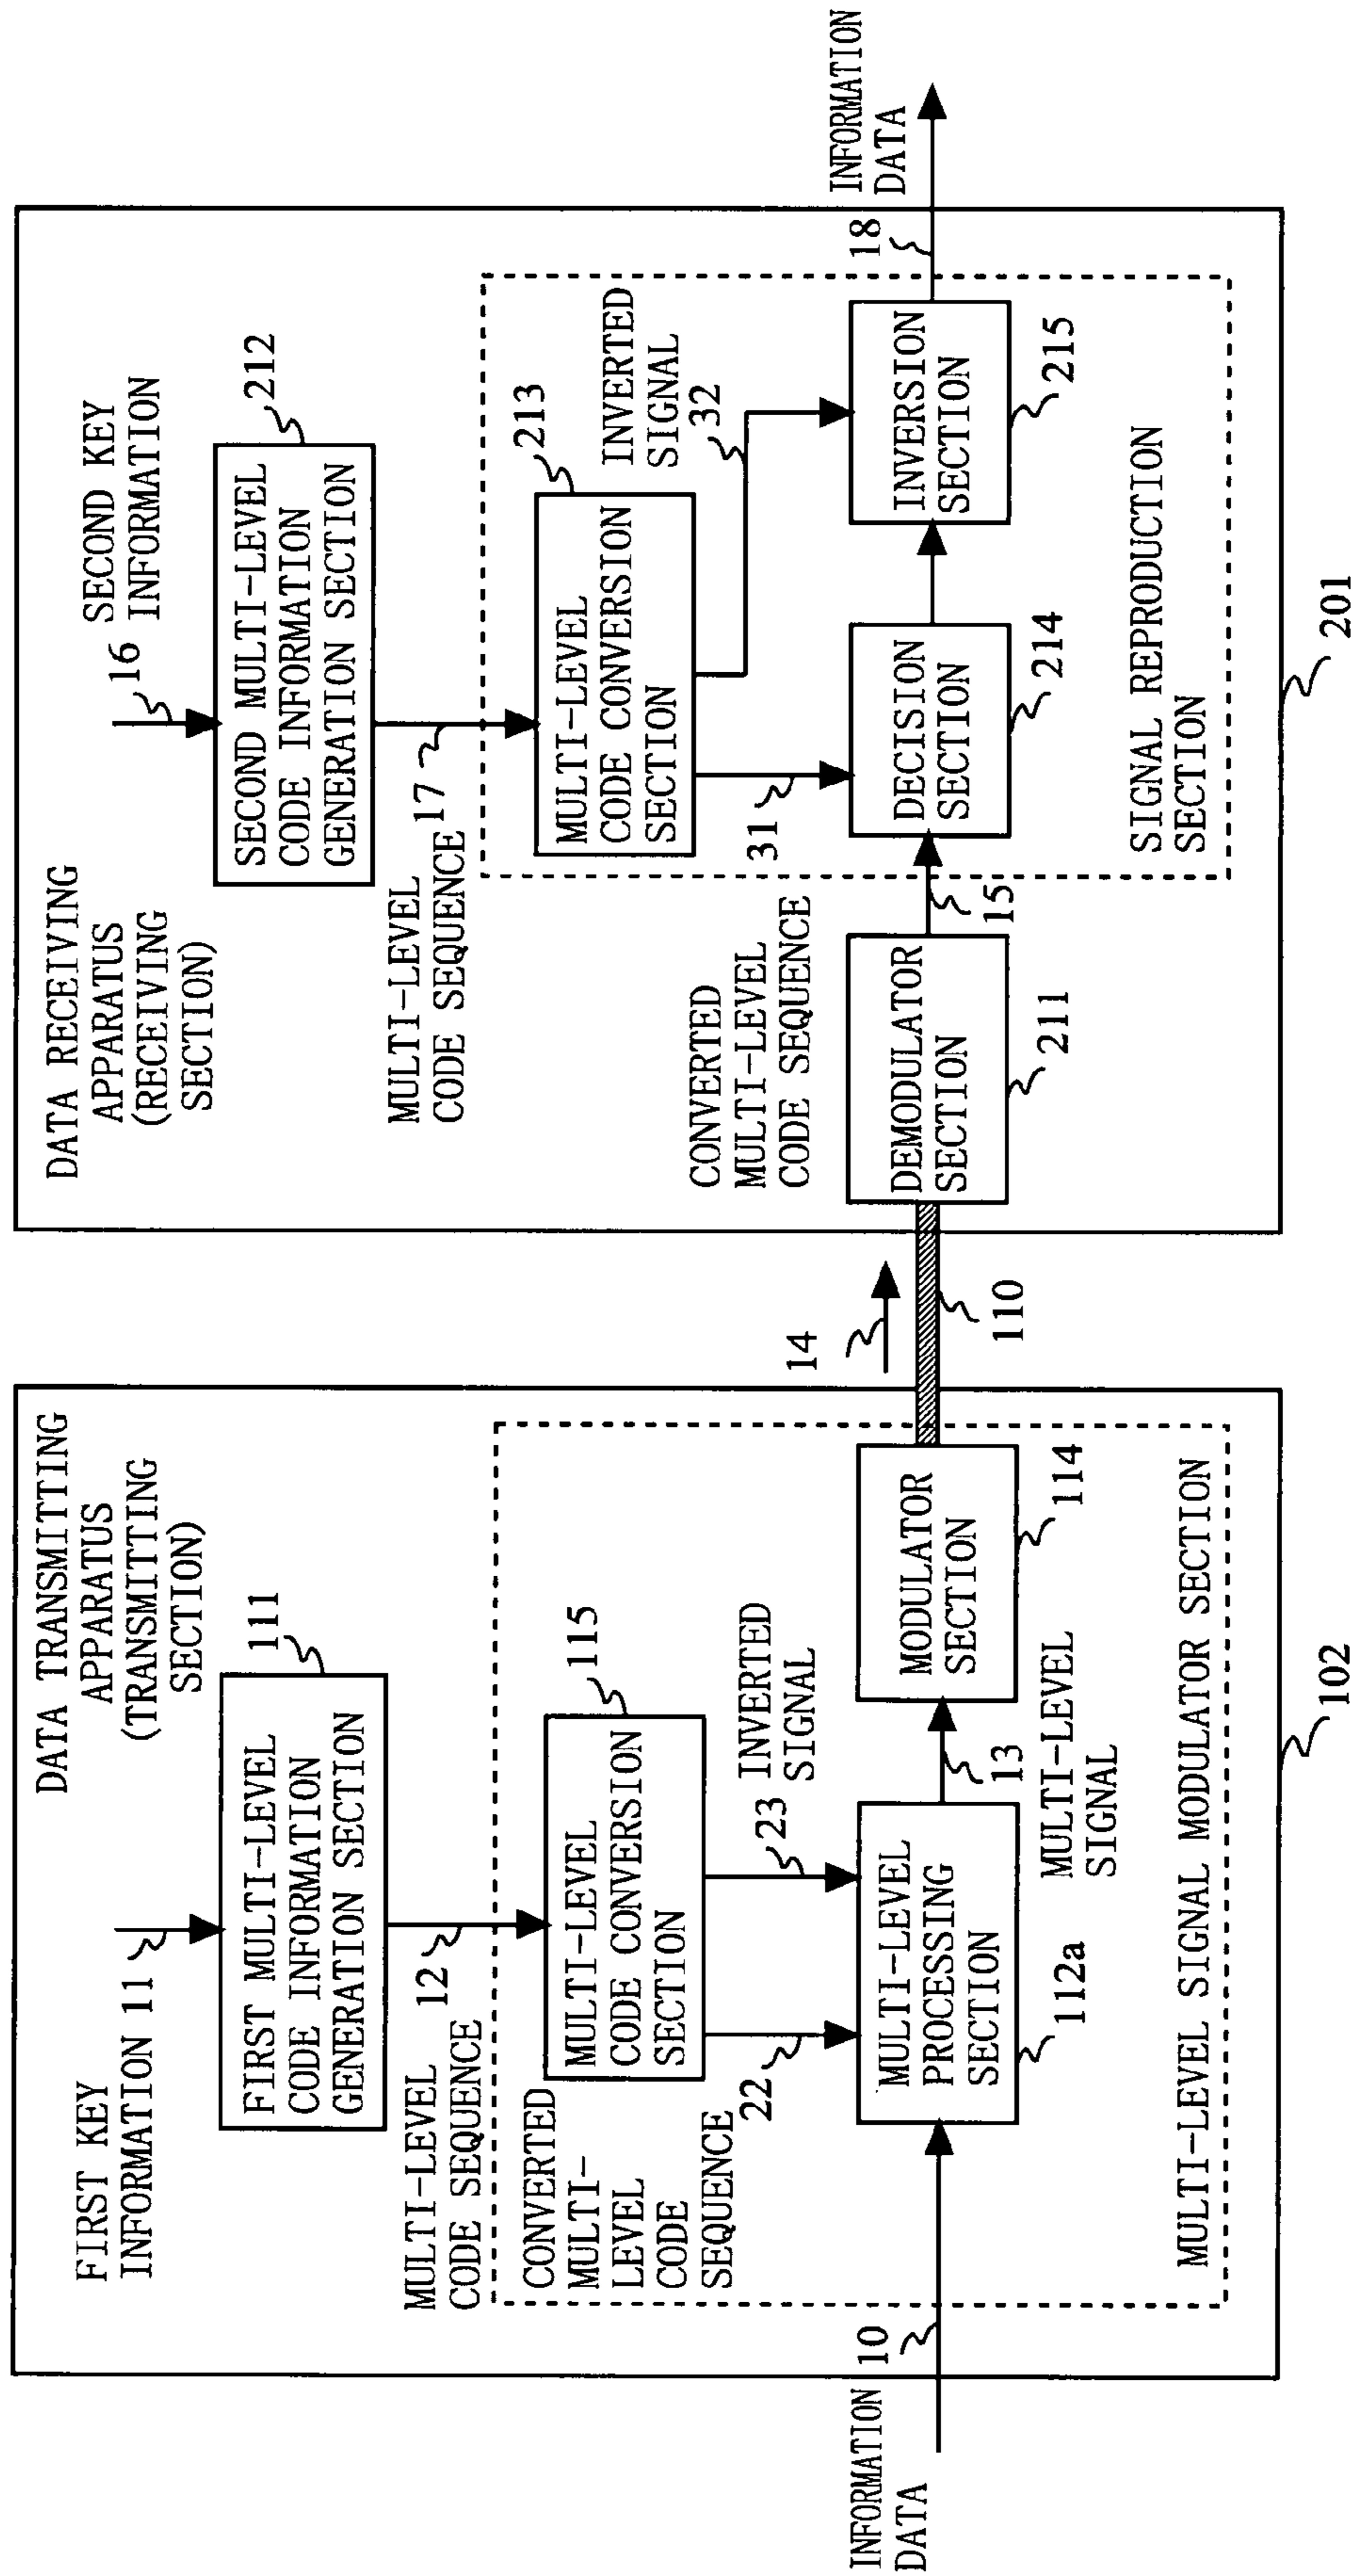 DATA TRANSMITTING
APPARATUS
(TRANSMITTING
SECTION)
FIRST KEY
INFORMATION 11
111
FIRST MULTI-LEVEL
CODE INFORMATION
GENERATION SECTION
MULTI-LEVEL
CODE SEQUENCE
12
115
MULTI-LEVEL
CODE CONVERSION
SECTION
CONVERTED
MULTI-
LEVEL
CODE
SEQUENCE
22
23
INVERTED
SIGNAL
INFORMATION
DATA
10
MULTI-LEVEL
PROCESSING
SECTION
112a
13
MULTI-LEVEL
SIGNAL
MODULATOR
SECTION
114
MULTI-LEVEL SIGNAL MODULATOR SECTION
102
14
110
DATA RECEIVING
APPARATUS
(RECEIVING
SECTION)
16
SECOND KEY
INFORMATION
212
SECOND MULTI-LEVEL
CODE INFORMATION
GENERATION SECTION
MULTI-LEVEL
CODE SEQUENCE
17
213
MULTI-LEVEL
CODE CONVERSION
SECTION
INVERTED
SIGNAL
32
31
CONVERTED
MULTI-LEVEL
CODE SEQUENCE
DEMODULATOR
SECTION
211
15
DECISION
SECTION
214
INVERSION
SECTION
215
18
INFORMATION
DATA
SIGNAL REPRODUCTION
SECTION
201